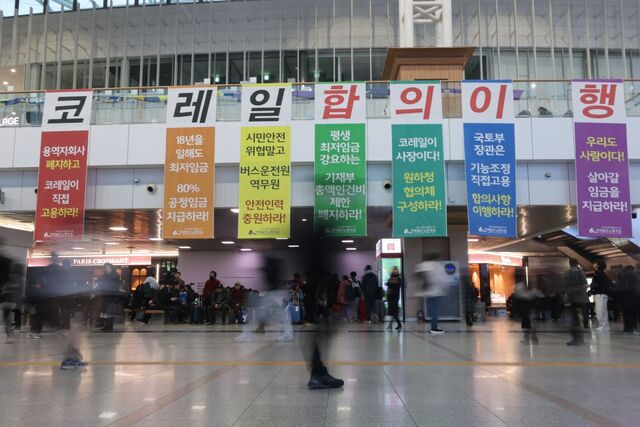 코레일합의이행
용역자회사
폐지하고
코레일이
직접
고용하라!
18년을
일해도
최저임금
80%
공정임금
지급하라!
시민안전
위협말고
버스운전원
역무원
안전인력
충원하라!
평생
최저임금
강요하는
기재부
총액인건비
제한
폐지하라!
코레일이
사장이다!
원하청
협의체
구성하라!
국토부
장관은
기능조정
직접고용
합의사항
이행하라!
우리도
사람이다!
살아갈
임금을
지급하라!
LAGE
PARIS CROISSANT